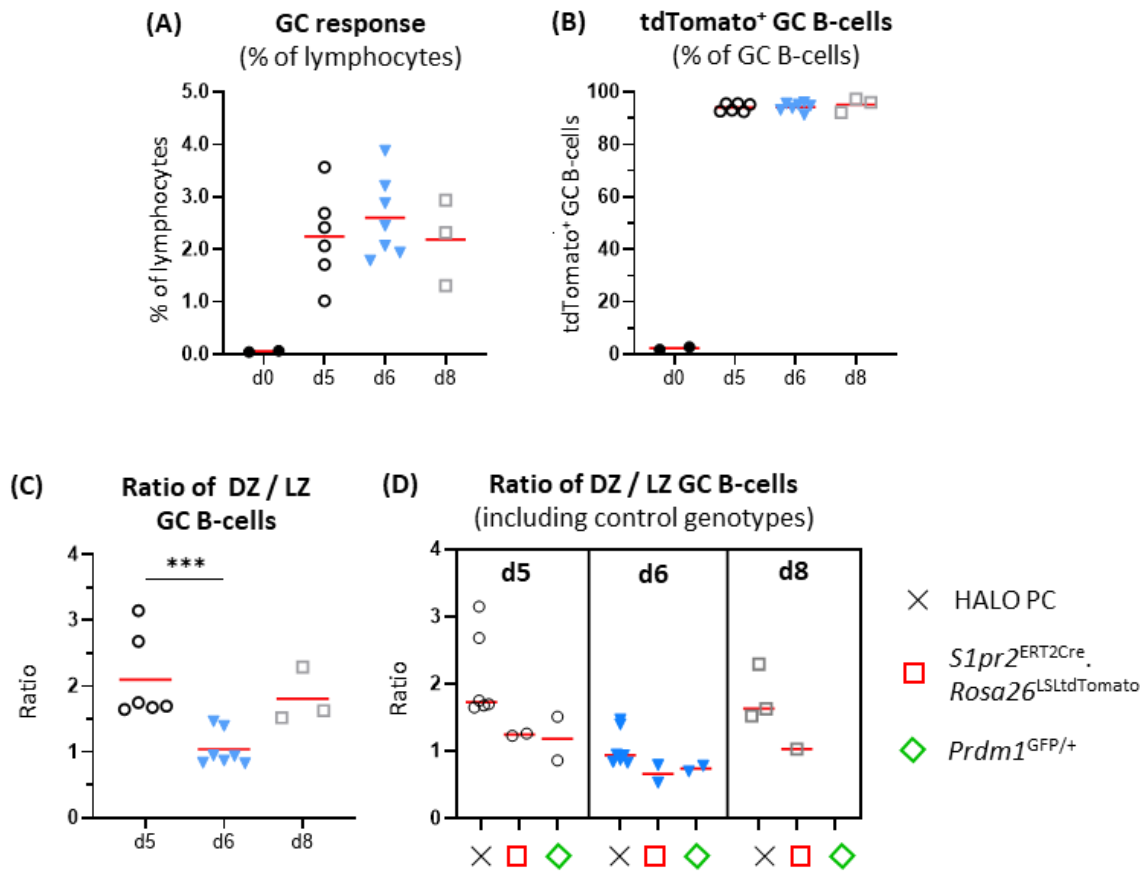 (A)
GC response
(% of lymphocytes)
% of lymphocytes
5.0
4.0
3.0
2.0
1.0
0.0
d0 d5 d6 d8
(B)
tdTomato⁺ GC B-cells
(% of GC B-cells)
tdTomato⁺ GC B-cells
100
80
60
40
20
0
d0 d5 d6 d8
(C)
Ratio of DZ / LZ
GC B-cells
Ratio
4
3
2
1
0
***
d5 d6 d8
(D)
Ratio of DZ / LZ GC B-cells
(including control genotypes)
Ratio
4
3
2
1
0
d5 d6 d8
HALO PC
S1pr2ᴱᴿᵀ²ᶜʳᵉ.
Rosa26ᴸˢᴸᵗᵈᵀᵒᵐᵃᵗᵒ
Prdm1ᴳᶠᴾ/⁺